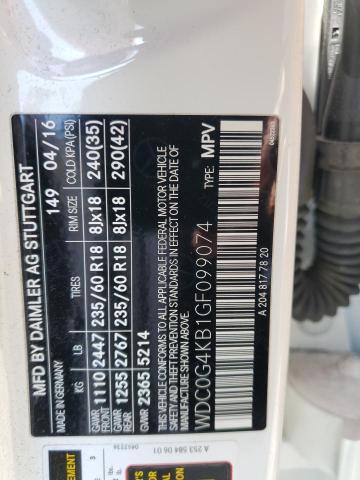 MFD BY DAIMLER AG STUTTGART
MADE IN GERMANY 149 04/16
KG LB TIRES RIM SIZE COLD KPA (PSI)
GAWR FRONT 1110 2447 235/60 R18 8Jx18 240(35)
GAWR REAR 1255 2767 235/60 R18 8Jx18 290(42)
GVWR 2365 5214
THIS VEHICLE CONFORMS TO ALL APPLICABLE FEDERAL MOTOR VEHICLE
SAFETY AND THEFT PREVENTION STANDARDS IN EFFECT ON THE DATE OF
MANUFACTURE SHOWN ABOVE. TYPE: MPV
WDC0G4KB1GF099074
A 204 817 78 20
A 253 584 06 01